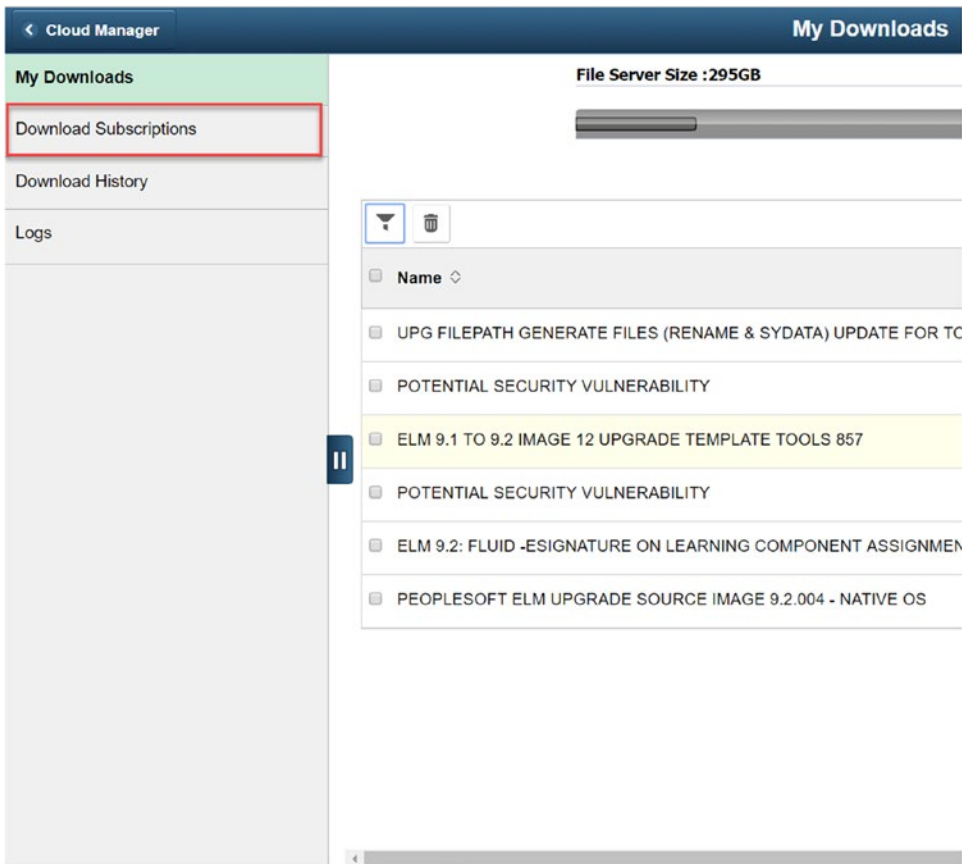 Cloud Manager
My Downloads
My Downloads
File Server Size :295GB
Download Subscriptions
Download History
Logs
Name
UPG FILEPATH GENERATE FILES (RENAME & SYDATA) UPDATE FOR TO
POTENTIAL SECURITY VULNERABILITY
ELM 9.1 TO 9.2 IMAGE 12 UPGRADE TEMPLATE TOOLS 857
POTENTIAL SECURITY VULNERABILITY
ELM 9.2: FLUID -ESIGNATURE ON LEARNING COMPONENT ASSIGNMEN
PEOPLESOFT ELM UPGRADE SOURCE IMAGE 9.2.004 - NATIVE OS